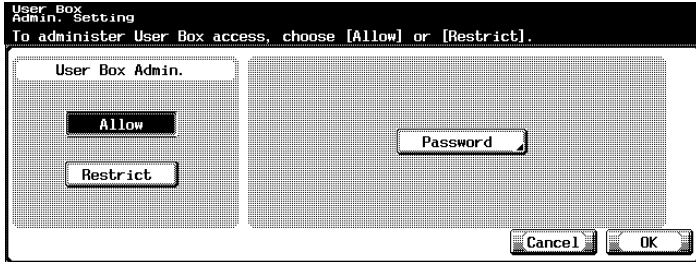 User Box
Admin. Setting
To administer User Box access, choose [Allow] or [Restrict].
User Box Admin.
Allow
Password
Restrict
Cancel
OK